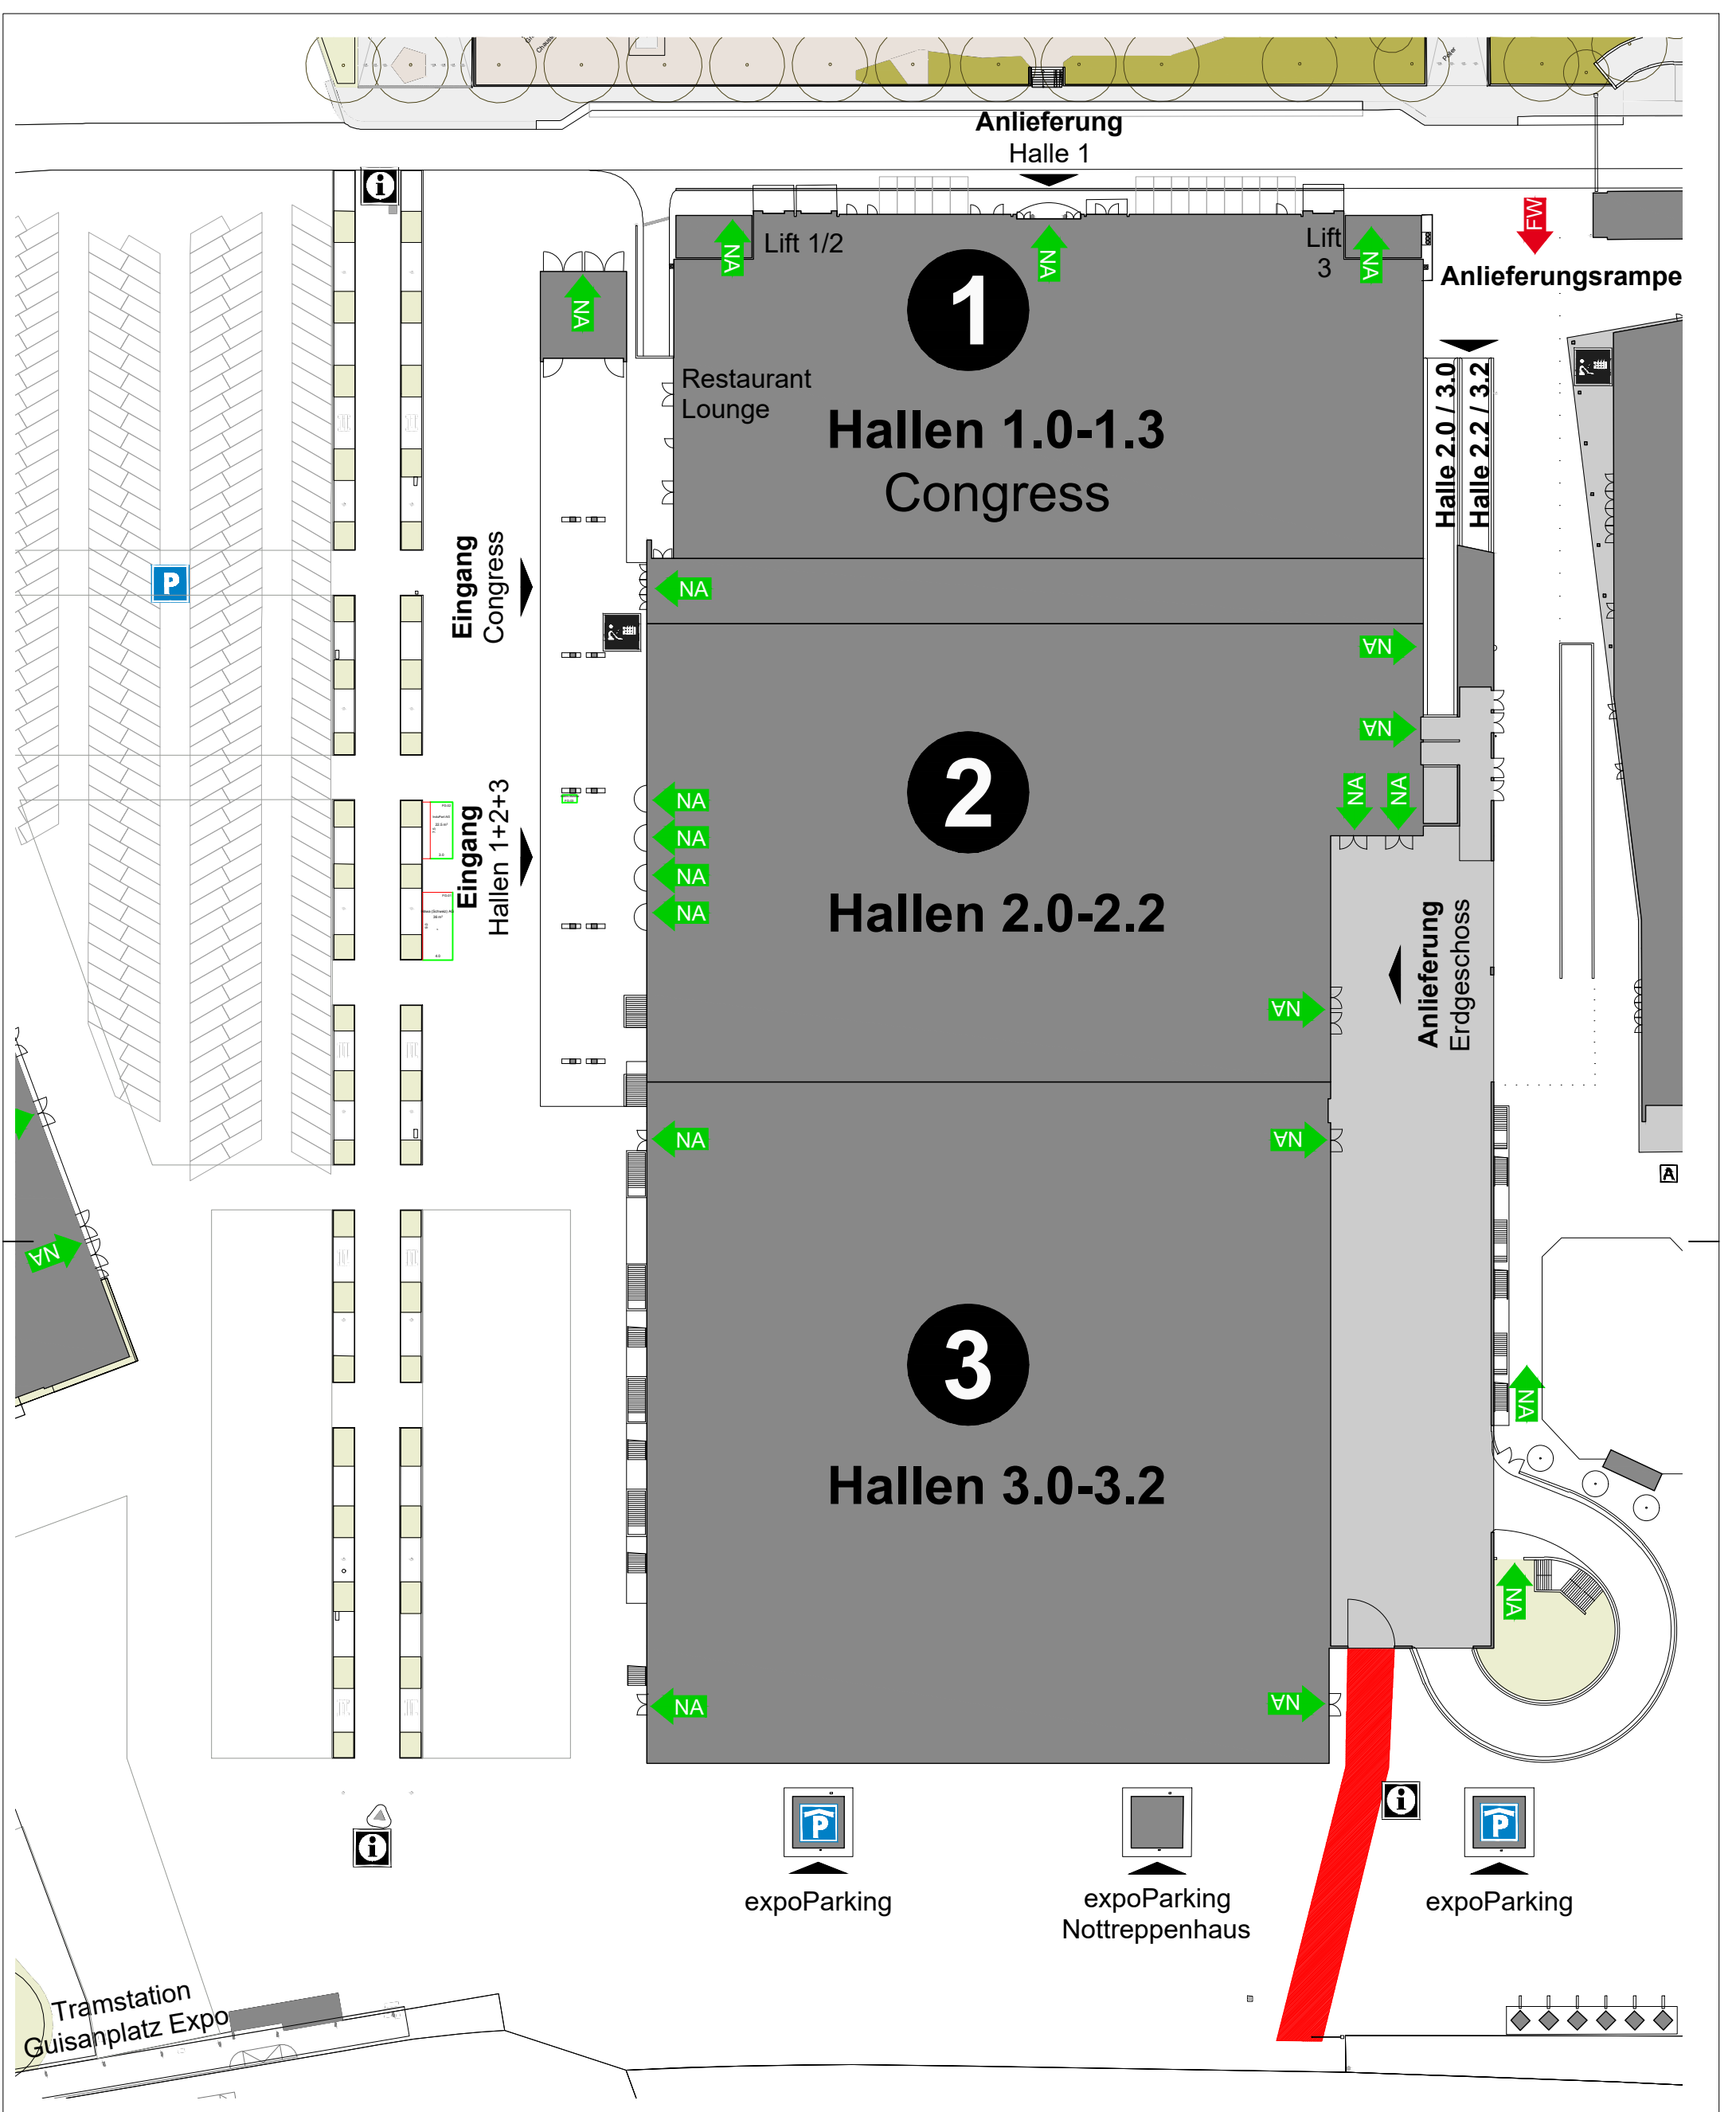 Anlieferung
Halle 1
FW
Anlieferungsrampe
NA
Lift 1/2
NA
Lift
3
NA
NA
1
Restaurant
Lounge
Hallen 1.0-1.3
Congress
Halle 2.0 / 3.0
Halle 2.2 / 3.2
P
Eingang
Congress
NA
NA
NA
2
NA
NA
Eingang
Hallen 1+2+3
NA
NA
NA
NA
Hallen 2.0-2.2
Anlieferung
Erdgeschoss
NA
NA
NA
A
NA
3
NA
Hallen 3.0-3.2
NA
NA
NA
i
i
i
P
expoParking
expoParking
Nottreppenhaus
P
expoParking
Tramstation
Guisanplatz Expo